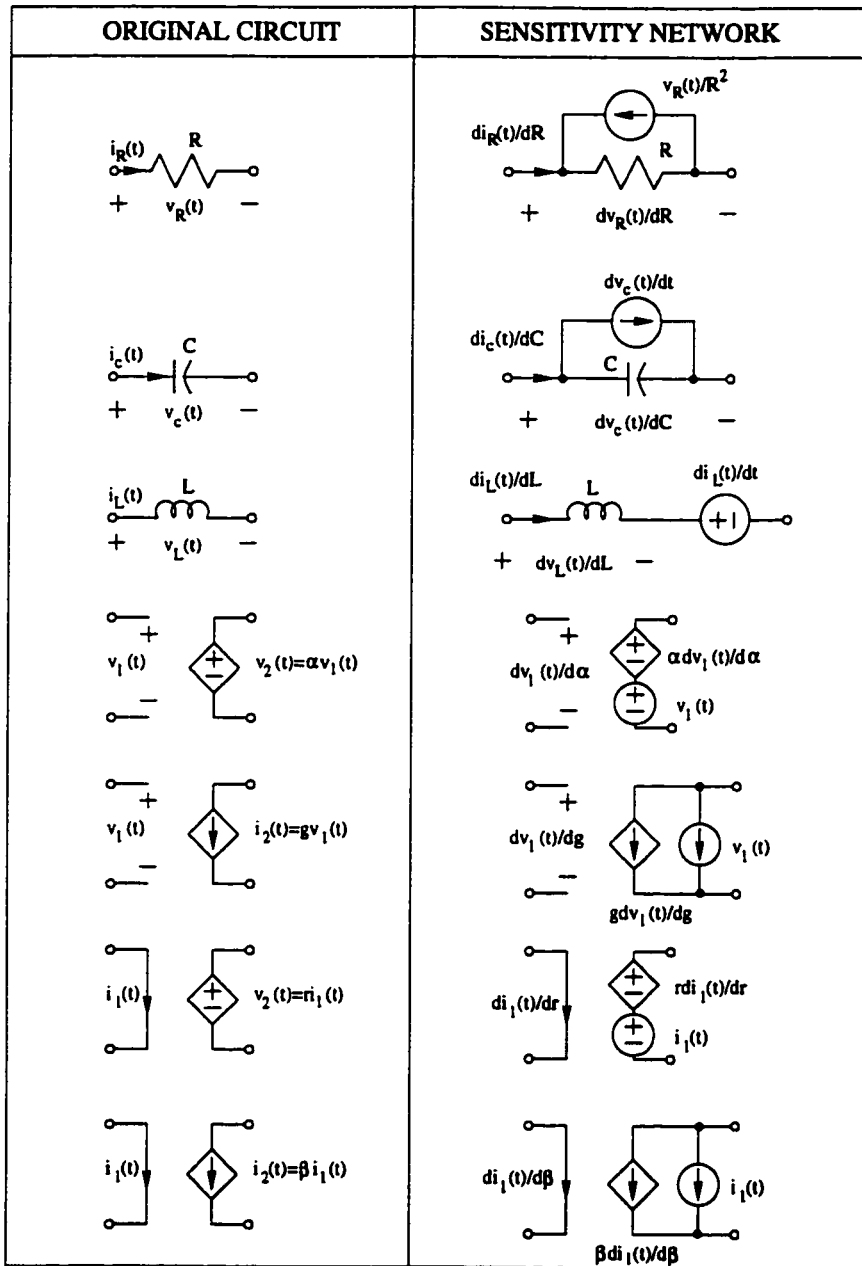 ORIGINAL CIRCUIT
SENSITIVITY NETWORK
i_R(t)
R
+ v_R(t) −
v_R(t)/R²
di_R(t)/dR
R
+ dv_R(t)/dR −
i_c(t)
C
+ v_c(t) −
dv_c(t)/dt
di_c(t)/dC
C
+ dv_c(t)/dC −
i_L(t)
L
+ v_L(t) −
di_L(t)/dL
L
di_L(t)/dt
+ −
+ dv_L(t)/dL −
+
v_1(t)
−
+
−
v_2(t)=αv_1(t)
+
dv_1(t)/dα
−
+
−
αdv_1(t)/dα
+
−
v_1(t)
+
v_1(t)
−
i_2(t)=gv_1(t)
+
dv_1(t)/dg
−
v_1(t)
gdv_1(t)/dg
i_1(t)
+
−
v_2(t)=ri_1(t)
di_1(t)/dr
+
−
rdi_1(t)/dr
+
−
i_1(t)
i_1(t)
i_2(t)=βi_1(t)
di_1(t)/dβ
i_1(t)
βdi_1(t)/dβ